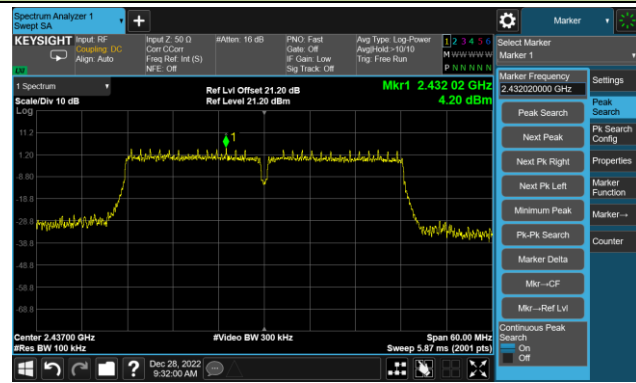 Spectrum Analyzer 1
Swept SA
Marker
KEYSIGHT
Input: RF
Coupling: DC
Align: Auto
Input Z: 50 Ω
Corr CCorr
Freq Ref: Int (S)
NFE: Off
#Atten: 16 dB
PNO: Fast
Gate: Off
IF Gain: Low
Sig Track: Off
Avg Type: Log-Power
Avg|Hold:>10/10
Trig: Free Run
1 2 3 4 5 6
M W W W W W
P N N N N N
Select Marker
Marker 1
1 Spectrum
Scale/Div 10 dB
Log
Ref Lvl Offset 21.20 dB
Ref Level 21.20 dBm
Mkr1 2.432 02 GHz
4.20 dBm
11.2
1.20
-8.80
-18.8
-28.8
-38.8
-48.8
-58.8
-68.8
1
Center 2.43700 GHz
#Res BW 100 kHz
#Video BW 300 kHz
Span 60.00 MHz
Sweep 5.87 ms (2001 pts)
Marker Frequency
2.432020000 GHz
Peak Search
Next Peak
Next Pk Right
Next Pk Left
Minimum Peak
Pk-Pk Search
Marker Delta
Mkr→CF
Mkr→Ref Lvl
Continuous Peak
Search
On
Off
Settings
Peak
Search
Pk Search
Config
Properties
Marker
Function
Marker→
Counter
Dec 28, 2022
9:32:00 AM